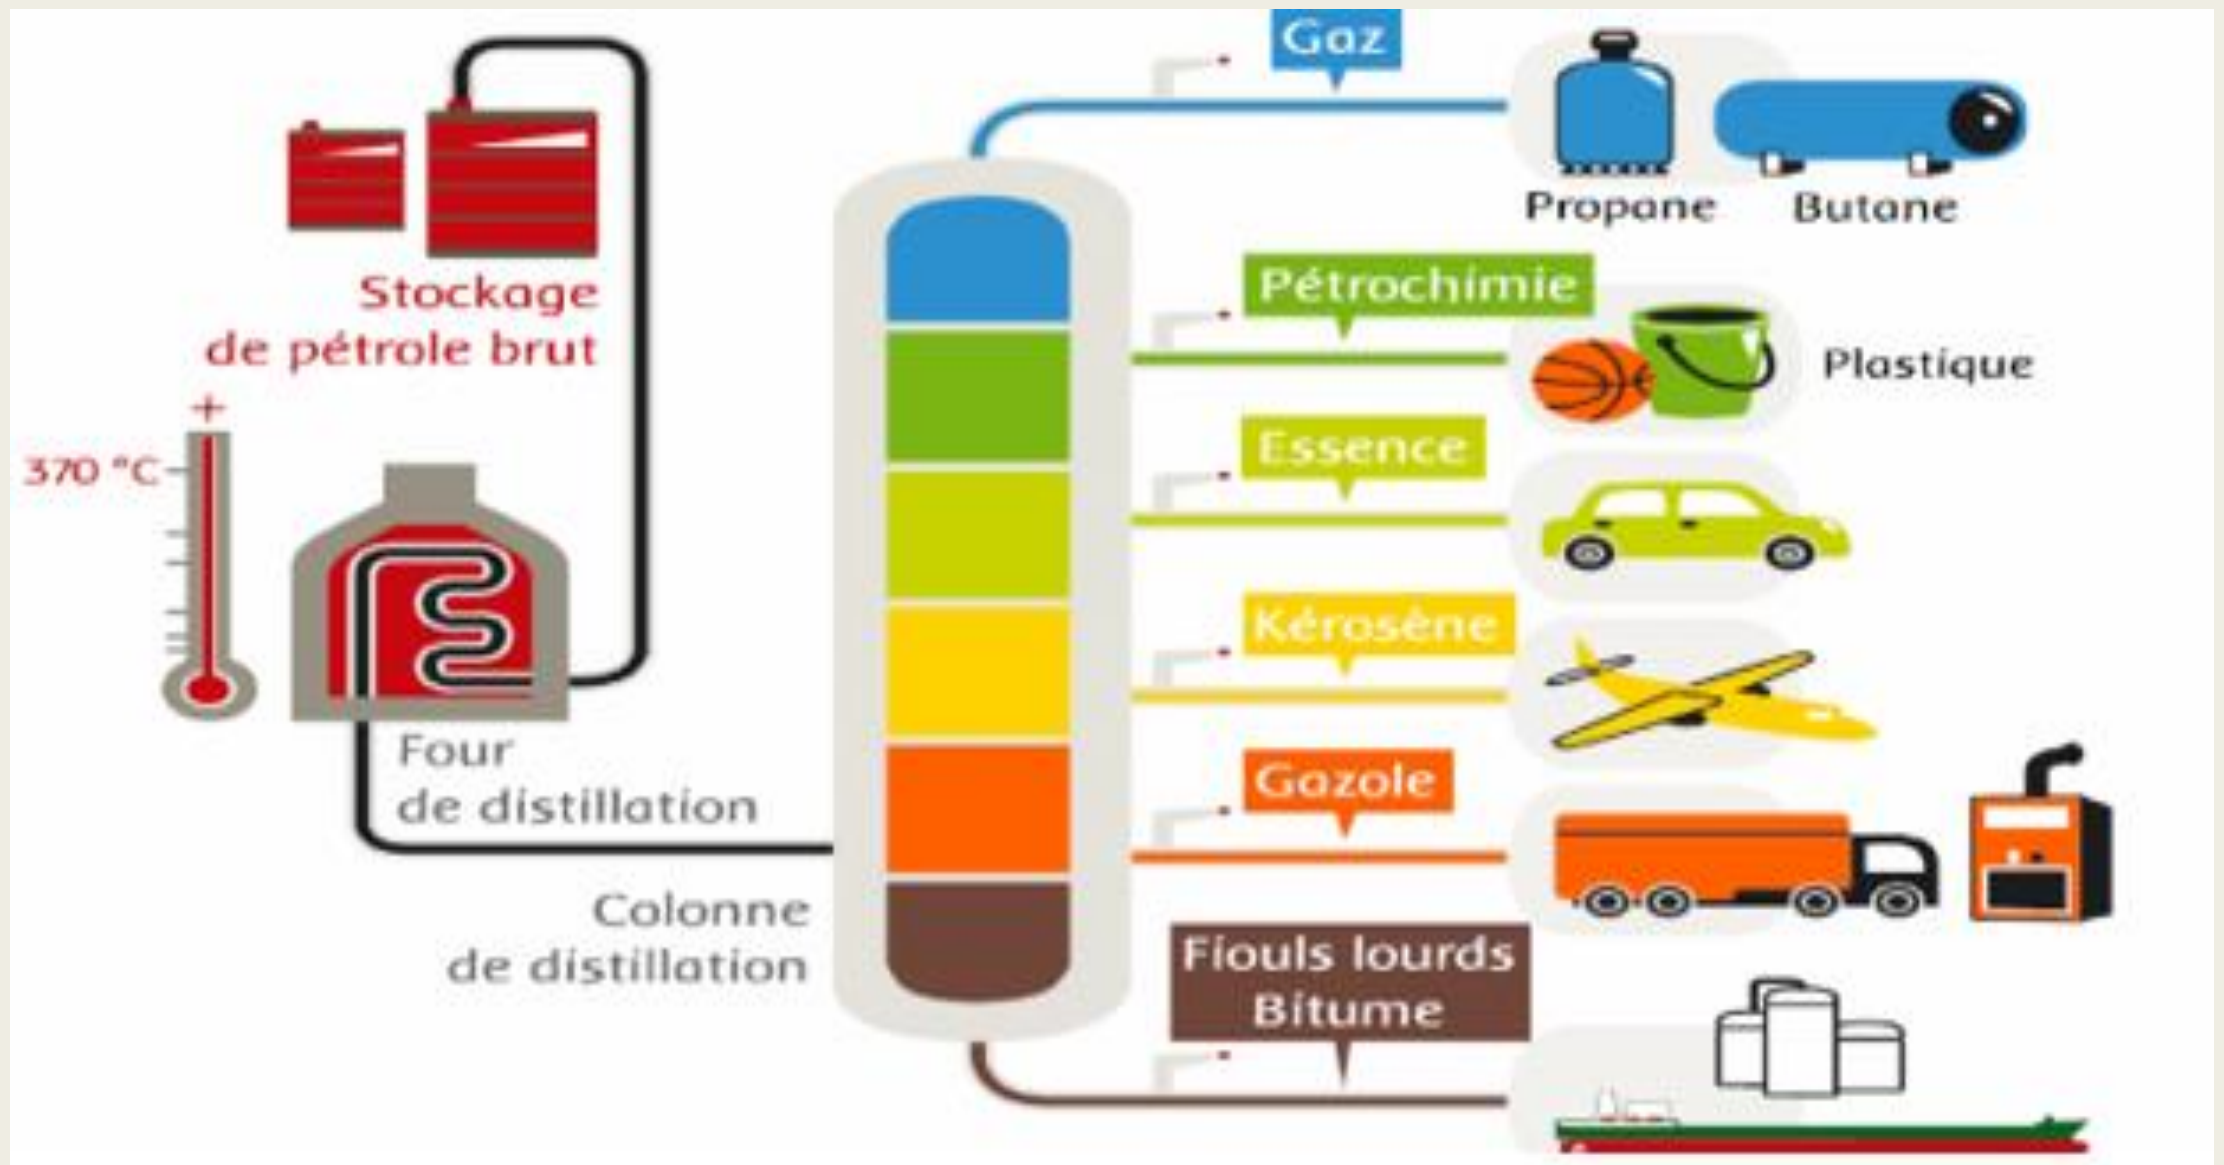 Gaz
Propane
Butane
Stockage
de pétrole brut
Pétrochimie
Plastique
+
370 °C
Essence
Kérosène
Four
de distillation
Gazole
Colonne
de distillation
Fiouls lourds
Bitume